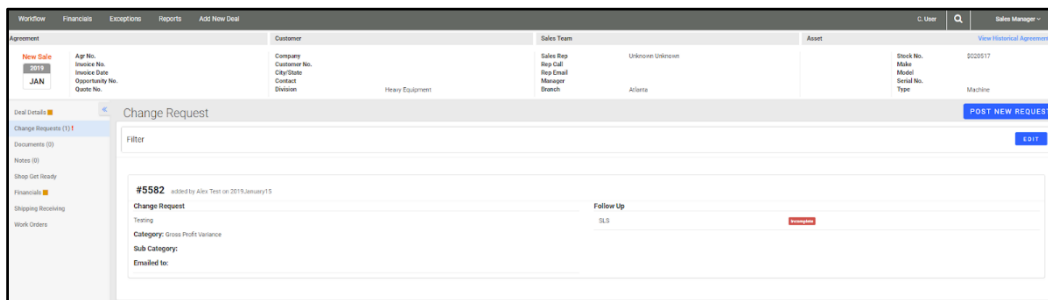 Workflow Financials Exceptions Reports Add New Deal C. User Sales Manager
Agreement Customer Sales Team Asset View Historical Agreement
New Sale
2019
JAN
Agr No.
Invoice No.
Invoice Date
Opportunity No.
Quote No.
Company
Customer No.
City/State
Contact
Division Heavy Equipment
Sales Rep Unknown Unknown
Rep Call
Rep Email
Manager
Branch Atlanta
Stock No. S028517
Make
Model
Serial No.
Type Machine
Deal Details
Change Requests (1) !
Documents (0)
Notes (0)
Shop Get Ready
Financials
Shipping Receiving
Work Orders
Change Request POST NEW REQUEST
Filter EDIT
#5582 added by Alex Test on 2019January15
Change Request Follow Up
Testing SLS Incomplete
Category: Gross Profit Variance
Sub Category:
Emailed to: